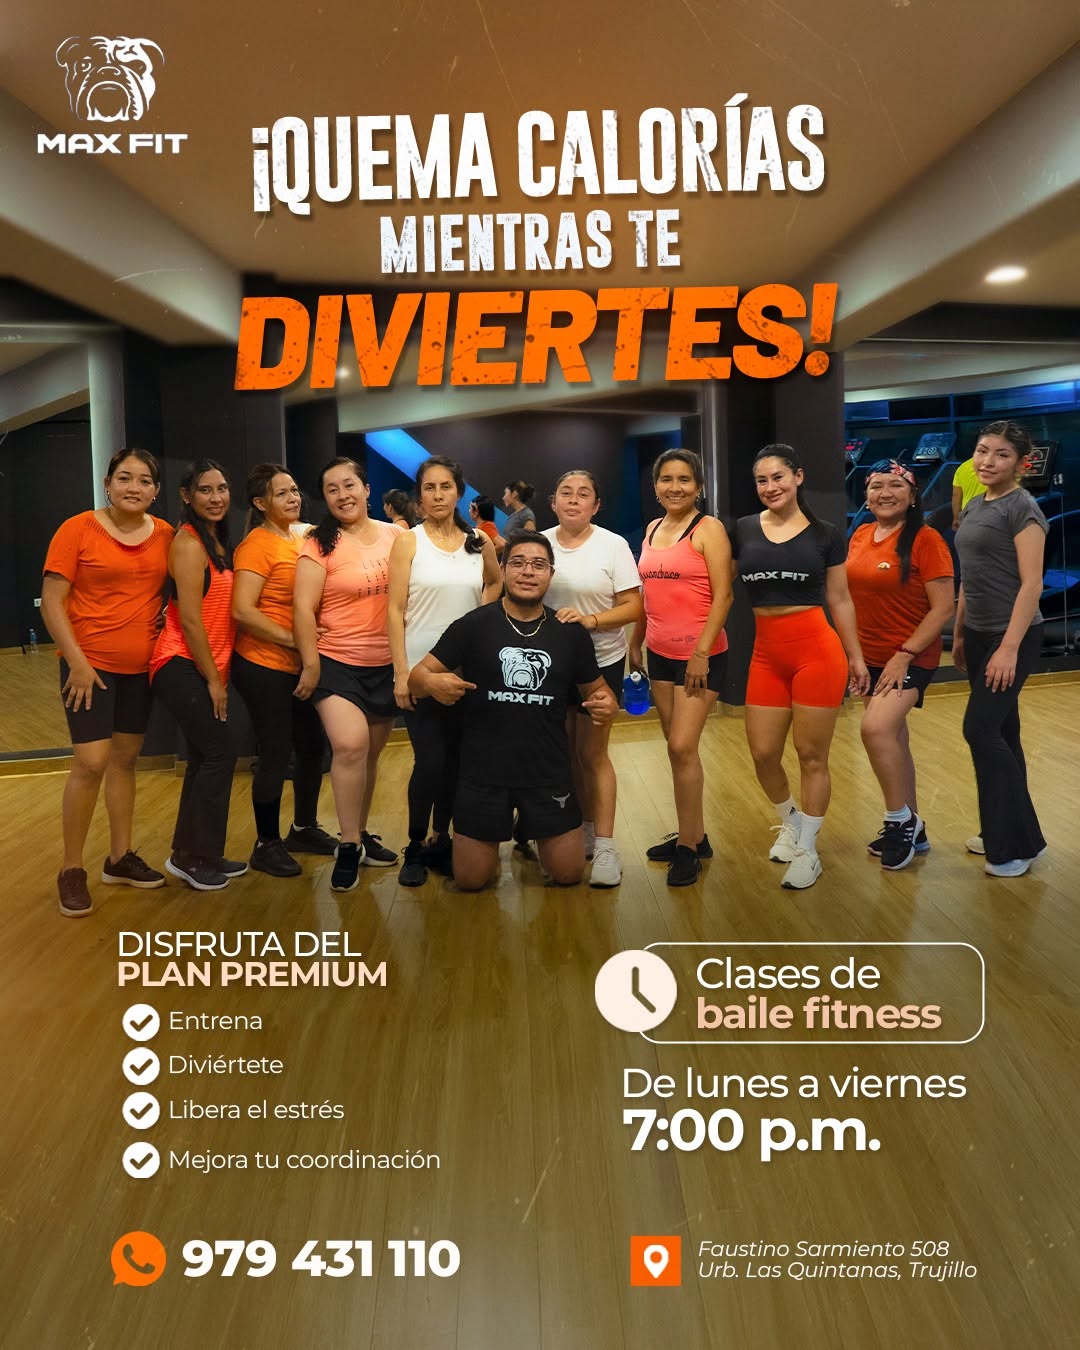 MAX FIT
¡QUEMA CALORÍAS
MIENTRAS TE
DIVIERTES!
MAX FIT
MAX FIT
DISFRUTA DEL
PLAN PREMIUM
Entrena
Diviértete
Libera el estrés
Mejora tu coordinación
Clases de
baile fitness
De lunes a viernes
7:00 p.m.
979 431 110
Faustino Sarmiento 508
Urb. Las Quintanas, Trujillo